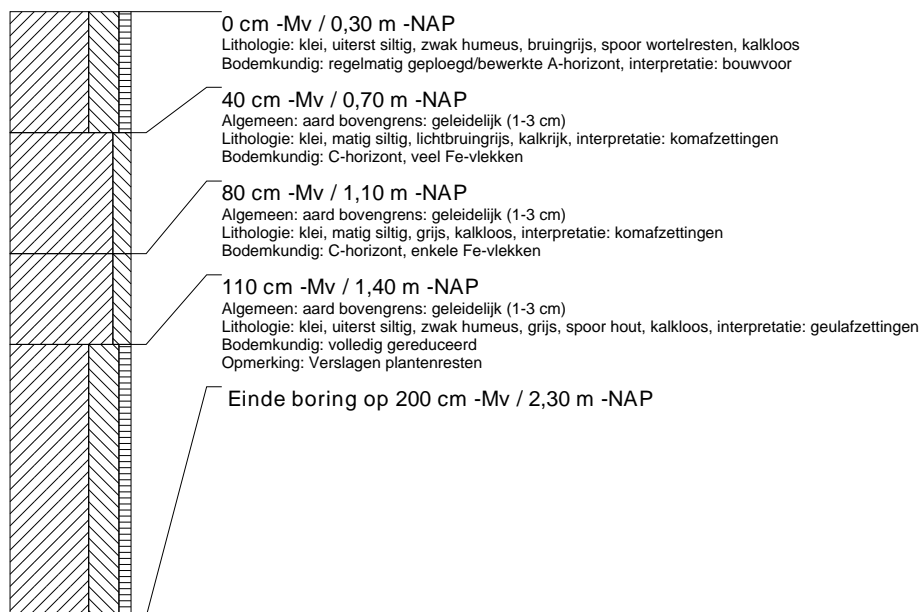 0 cm -Mv / 0,30 m -NAP
Lithologie: klei, uiterst siltig, zwak humeus, bruingrijs, spoor wortelresten, kalkloos
Bodemkundig: regelmatig geploegd/bewerkte A-horizont, interpretatie: bouwvoor
40 cm -Mv / 0,70 m -NAP
Algemeen: aard bovengrens: geleidelijk (1-3 cm)
Lithologie: klei, matig siltig, lichtbruingrijs, kalkrijk, interpretatie: komafzettingen
Bodemkundig: C-horizont, veel Fe-vlekken
80 cm -Mv / 1,10 m -NAP
Algemeen: aard bovengrens: geleidelijk (1-3 cm)
Lithologie: klei, matig siltig, grijs, kalkloos, interpretatie: komafzettingen
Bodemkundig: C-horizont, enkele Fe-vlekken
110 cm -Mv / 1,40 m -NAP
Algemeen: aard bovengrens: geleidelijk (1-3 cm)
Lithologie: klei, uiterst siltig, zwak humeus, grijs, spoor hout, kalkloos, interpretatie: geulafzettingen
Bodemkundig: volledig gereduceerd
Opmerking: Verslagen plantenresten
Einde boring op 200 cm -Mv / 2,30 m -NAP